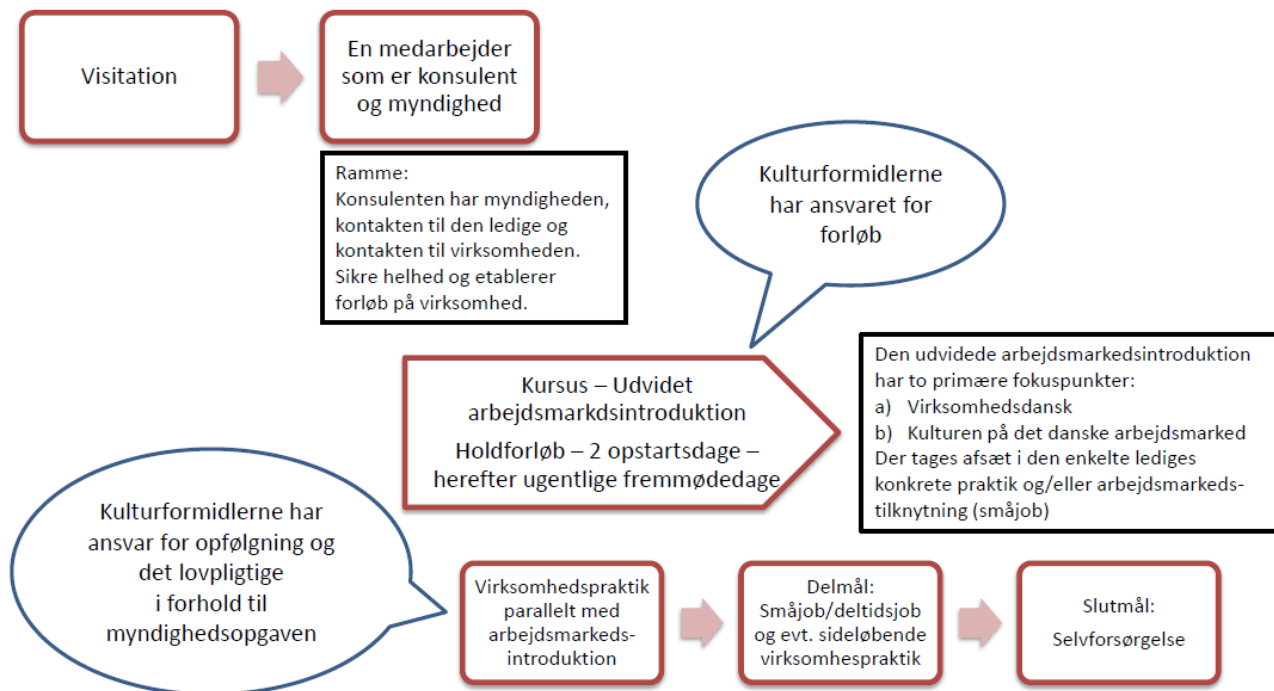 Visitation
En medarbejder
som er konsulent
og myndighed
Ramme:
Konsulenten har myndigheden,
kontakten til den ledige og
kontakten til virksomheden.
Sikre helhed og etablerer
forløb på virksomhed.
Kulturformidlerne
har ansvaret for
forløb
Kursus – Udvidet
arbejdsmarkdsintroduktion
Holdforløb – 2 opstartsdage –
herefter ugentlige fremmødedage
Den udvidede arbejdsmarkedsintroduktion
har to primære fokuspunkter:
a) Virksomhedsdansk
b) Kulturen på det danske arbejdsmarked
Der tages afsæt i den enkelte lediges
konkrete praktik og/eller arbejdsmarkeds-
tilknytning (småjob)
Kulturformidlerne har
ansvar for opfølgning og
det lovpligtige
i forhold til
myndighedsopgaven
Virksomhedspraktik
parallelt med
arbejdsmarkeds-
introduktion
Delmål:
Småjob/deltidsjob
og evt. sideløbende
virksomhespraktik
Slutmål:
Selvforsørgelse